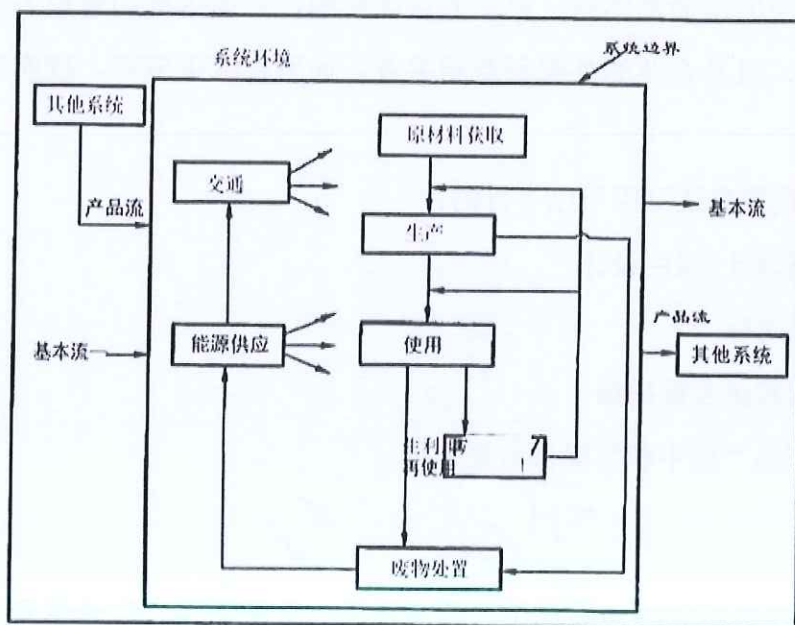 系统环境
系统边界
其他系统
原材料获取
交通
产品流
基本流
生产
产品流
基本流
能源供应
使用
其他系统
再使用
废物处置